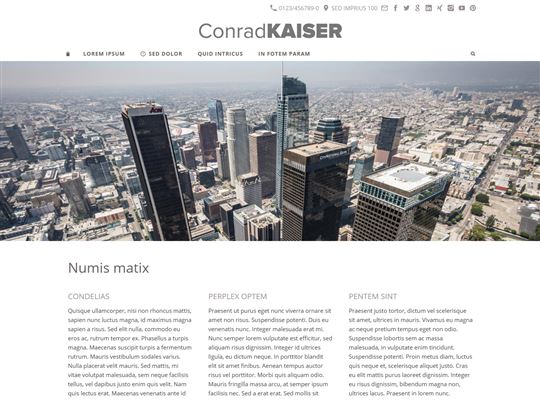 0123/456789-0 SED IMPRIUS 100
ConradKAISER
LOREM IPSUM SED DOLOR QUID INTRICUS IN FOTEM PARAM
Numis matix
CONDELIAS
Quisque ullamcorper, nisi non rhoncus mattis,
sapien nunc luctus magna, id maximus magna
sapien a risus. Sed elit nulla, commodo eu
eros ac, rutrum tempor ex. Phasellus a turpis
magna. Maecenas suscipit turpis a fermentum
rutrum. Mauris vestibulum sodales varius.
Nulla placerat velit mauris. Sed mattis, mi
vitae volutpat malesuada, sem neque facilisis
tellus, vel dapibus justo enim quis velit. Nam
quis lectus erat. Maecenas venenatis ante id
PERPLEX OPTEM
Praesent ut purus eget nunc viverra ornare sit
amet non risus. Suspendisse potenti. Duis eu
venenatis nunc. Integer malesuada erat mi.
Nunc semper lorem vulputate est efficitur, sed
aliquam risus dignissim. Integer id ultrices
ligula, eu dictum neque. In porttitor blandit
elit sit amet finibus. Aenean tempus auctor
risus vel porttitor. Morbi quis aliquam odio.
Mauris fringilla massa arcu, at semper ipsum
facilisis nec. Sed a erat erat. Sed mollis sit
PENTEM SINT
Praesent justo tortor, dictum vel scelerisque
sit amet, ultrices in mauris. Vivamus eu magna
ac neque pretium tempus eget non odio.
Suspendisse lobortis sem ac massa
malesuada, in vulputate enim tincidunt.
Suspendisse potenti. Proin metus diam, luctus
quis neque et, scelerisque aliquet justo. Cras
eu elit mattis purus laoreet dignissim. Integer
eu risus dignissim, bibendum magna non,
ultrices lacus. Praesent in lorem nunc.